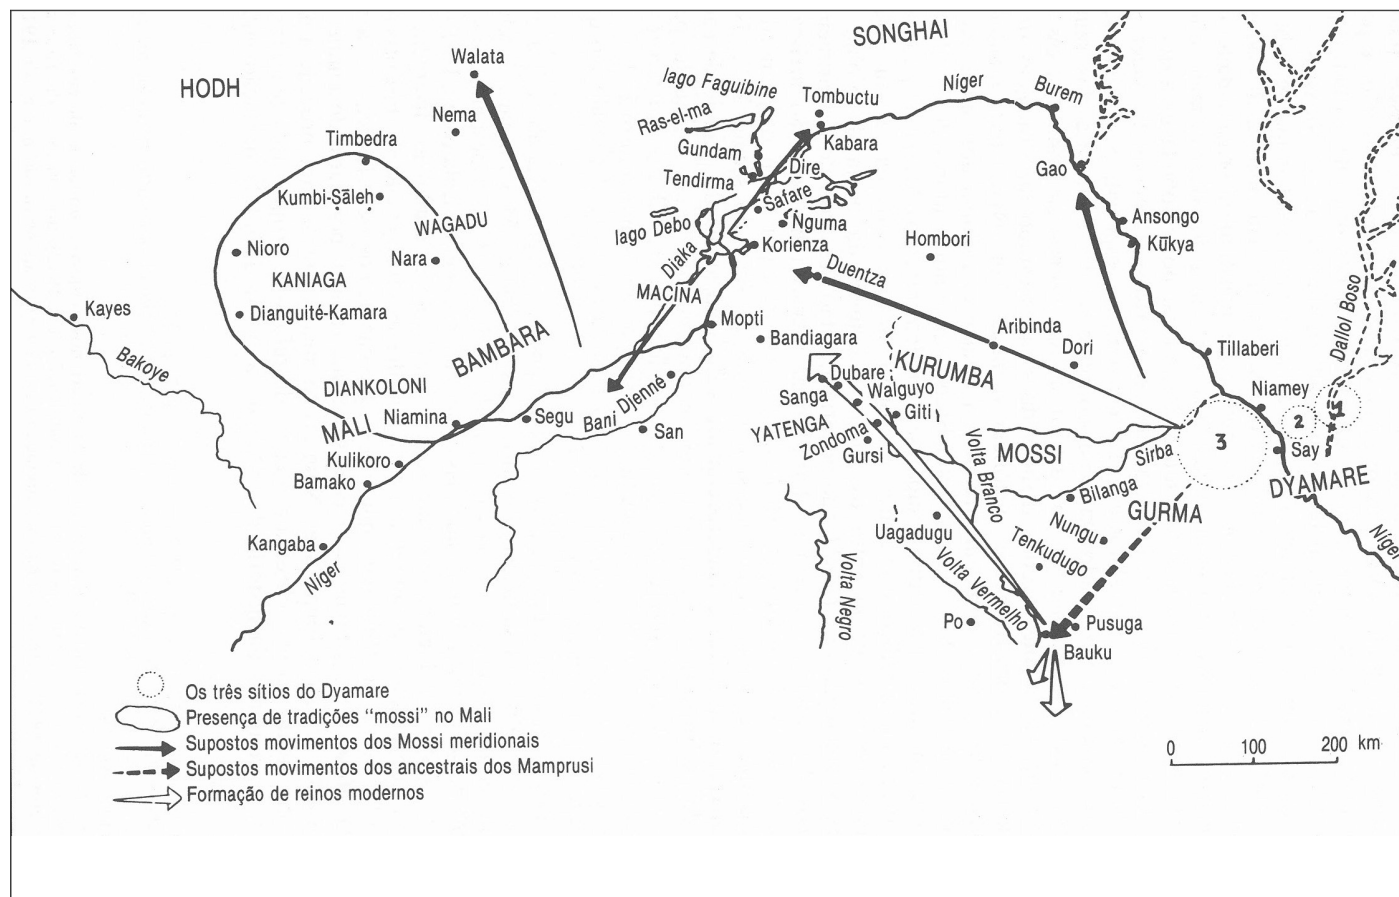 SONGHAI
HODH
Walata
Nema
Timbedra
Kumbi-Sāleh
WAGADU
Nioro
Nara
KANIAGA
Dianguité-Kamara
Kayes
Bakoye
BAMBARA
DIANKOLONI
MALI
Niamina
Segu
Kulikoro
Bamako
Kangaba
Níger
lago Faguibine
Ras-el-ma
Gundam
Tendirma
Tombuctu
Kabara
Dire
Safare
Nguma
lago Debo
Korienza
Diaka
MACINA
Mopti
Djenné
Bani
San
Níger
Burem
Gao
Ansongo
Kūkya
Hombori
Duentza
Bandiagara
Aribinda
Dori
KURUMBA
Dubare
Sanga
Walguyo
Giti
YATENGA
Zondoma
Gursi
Tillaberi
Niamey
Dallol Boso
1
2
3
Say
DYAMARE
MOSSI
Sirba
Volta Branco
Bilanga
GURMA
Nungu
Uagadugu
Tenkudugo
Volta Vermelho
Volta Negro
Po
Pusuga
Bauku
Níger
Os três sítios do Dyamare
Presença de tradições “mossi” no Mali
Supostos movimentos dos Mossi meridionais
Supostos movimentos dos ancestrais dos Mamprusi
Formação de reinos modernos
0 100 200 km